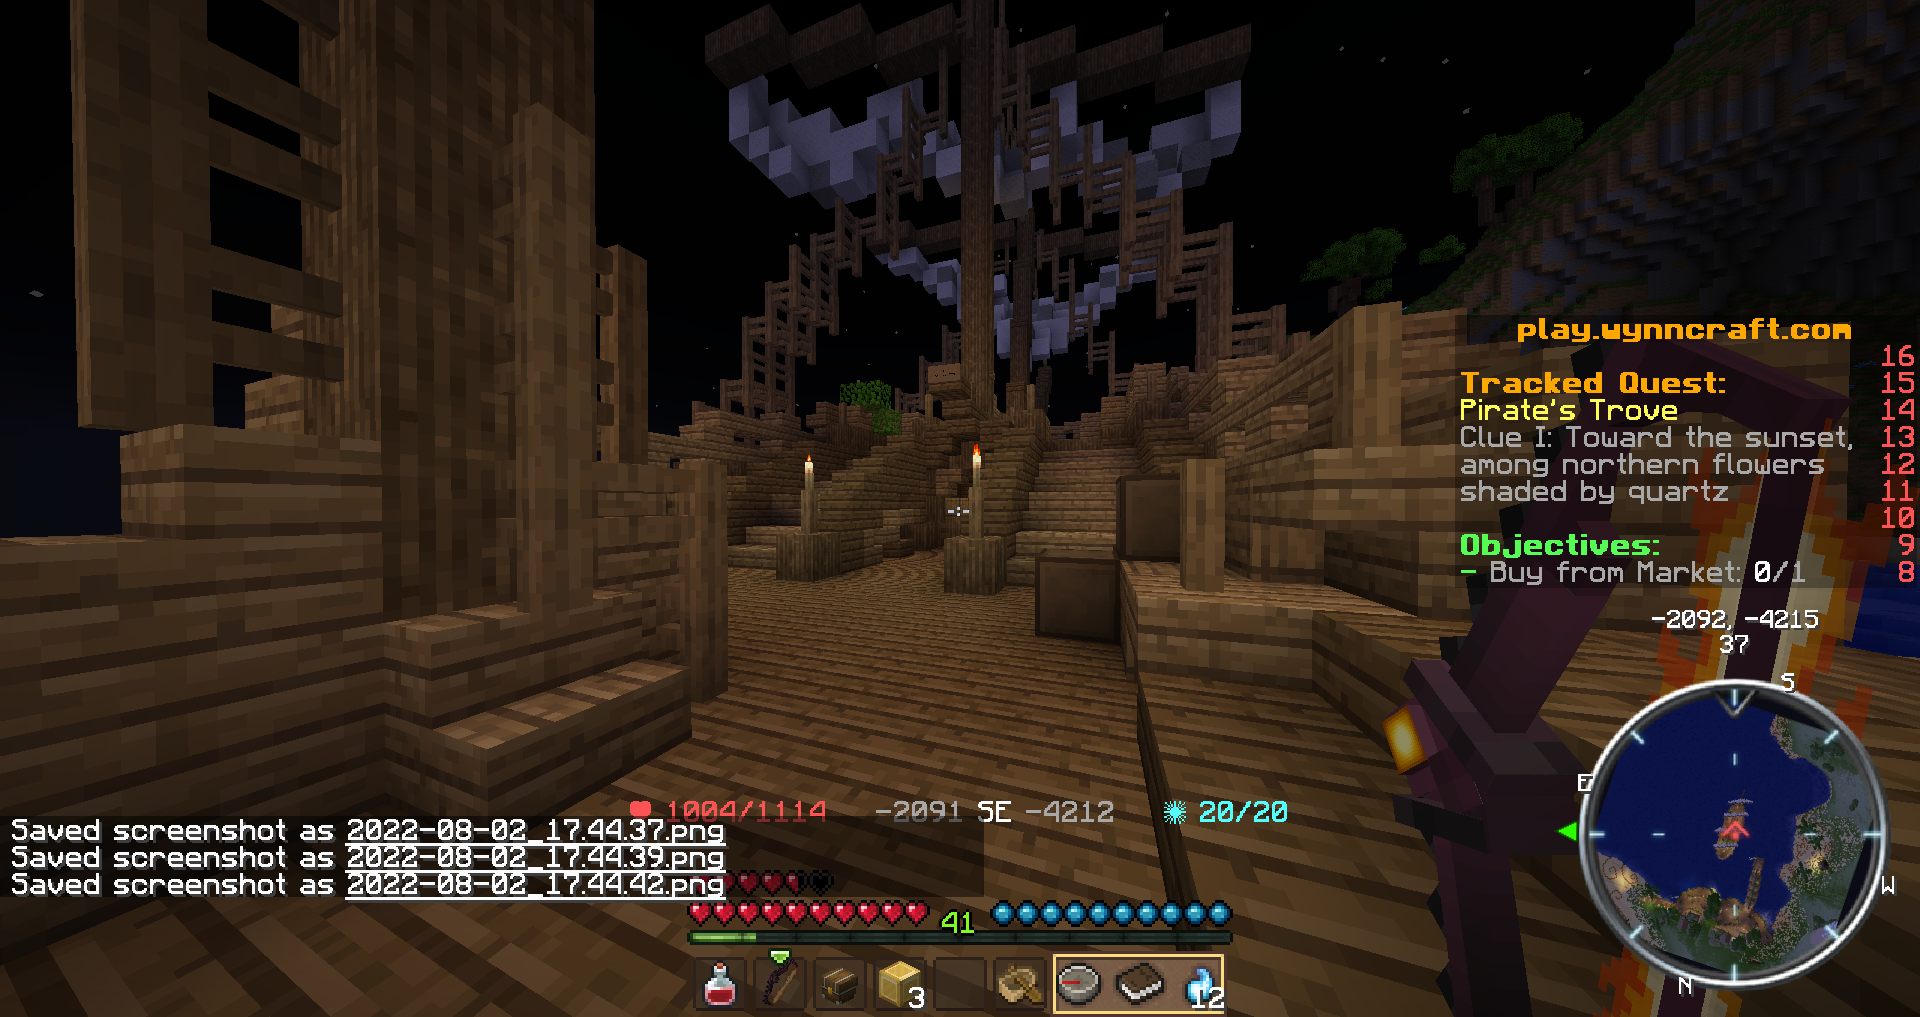 play.wynncraft.com
16
Tracked Quest: 15
Pirate's Trove 14
Clue I: Toward the sunset, 13
among northern flowers 12
shaded by quartz 11
10
Objectives: 9
- Buy from Market: 0/1 8
-2092, -4215
37
S
E
W
N
1004/1114 -2091 SE -4212 20/20
Saved screenshot as 2022-08-02_17.44.37.png
Saved screenshot as 2022-08-02_17.44.39.png
Saved screenshot as 2022-08-02_17.44.42.png
41
3
12